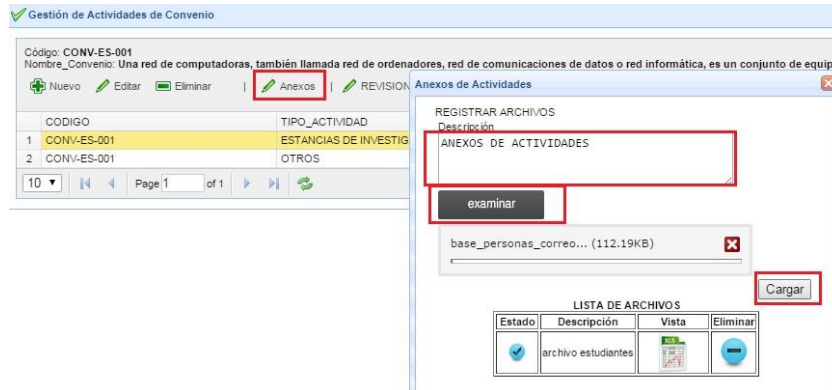 Gestión de Actividades de Convenio
Código: CONV-ES-001
Nombre_Convenio: Una red de computadoras, también llamada red de ordenadores, red de comunicaciones de datos o red informática, es un conjunto de equip
Nuevo Editar Eliminar | Anexos | REVISION
CODIGO TIPO_ACTIVIDAD
1 CONV-ES-001 ESTANCIAS DE INVESTIG
2 CONV-ES-001 OTROS
10 Page 1 of 1
Anexos de Actividades
REGISTRAR ARCHIVOS
Descripción
ANEXOS DE ACTIVIDADES
examinar
base_personas_correo... (112.19KB)
Cargar
LISTA DE ARCHIVOS
Estado Descripción Vista Eliminar
archivo estudiantes XLS